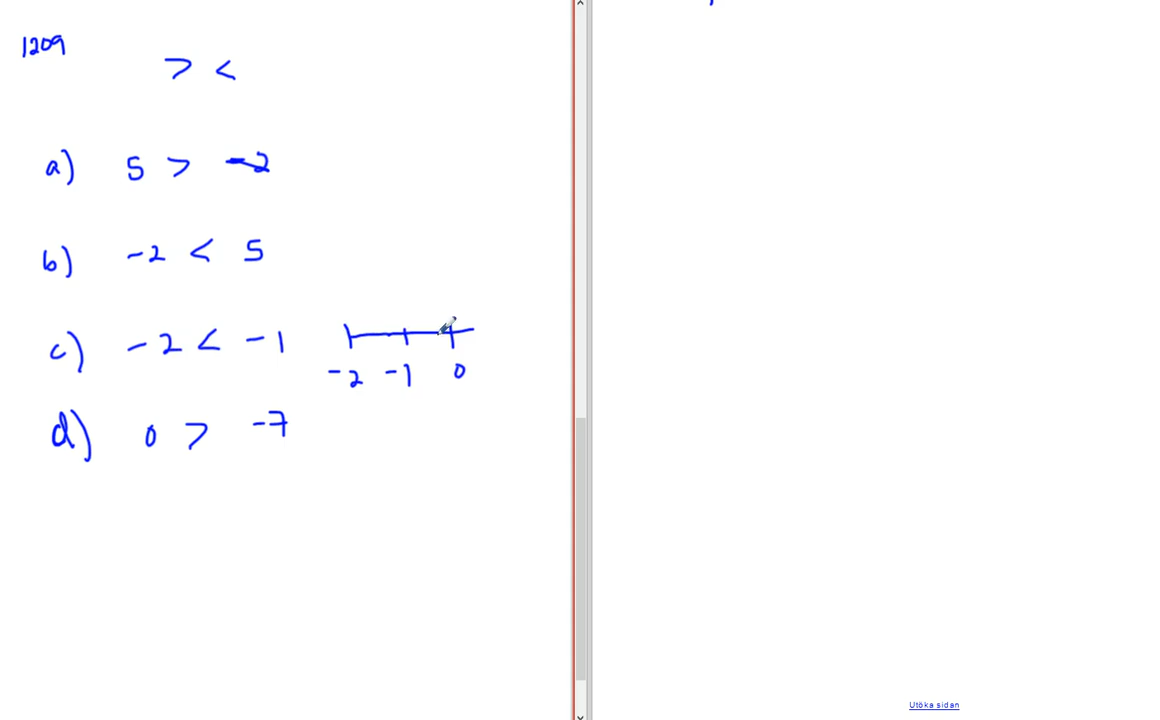 1209
> <
a) 5 > -2
b) -2 < 5
c) -2 < -1
-2 -1 0
d) 0 > -7
Utöka sidan